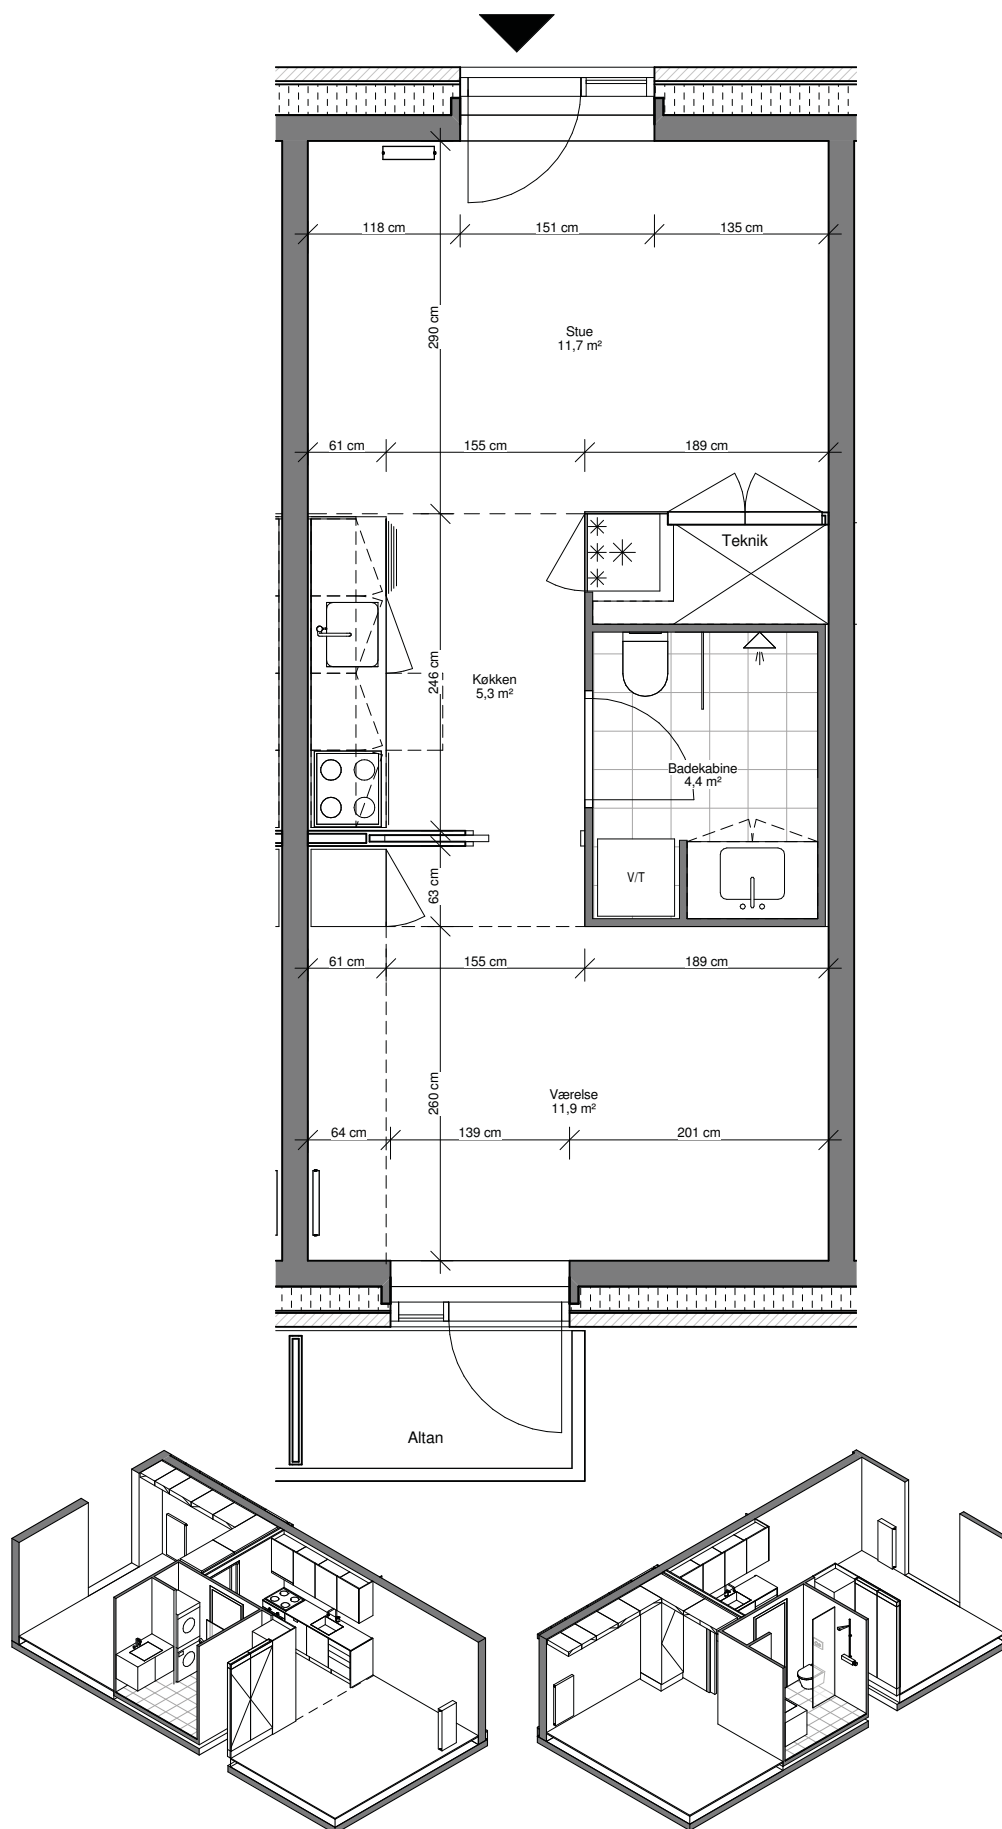 118 cm
151 cm
135 cm
290 cm
Stue
11,7 m²
61 cm
155 cm
189 cm
Teknik
246 cm
Køkken
5,3 m²
Badekabine
4,4 m²
V/T
63 cm
61 cm
155 cm
189 cm
260 cm
Værelse
11,9 m²
64 cm
139 cm
201 cm
Altan